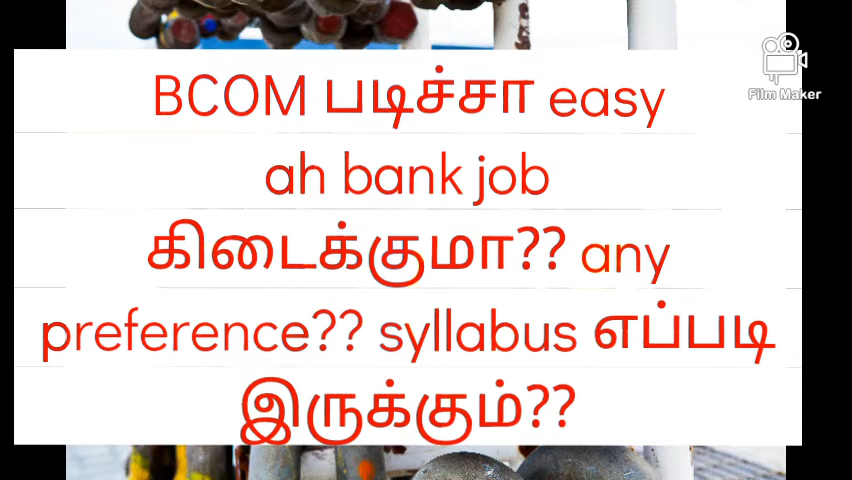 Film Maker
BCOM படிச்சா easy
ah bank job
கிடைக்குமா?? any
preference?? syllabus எப்படி
இருக்கும்??